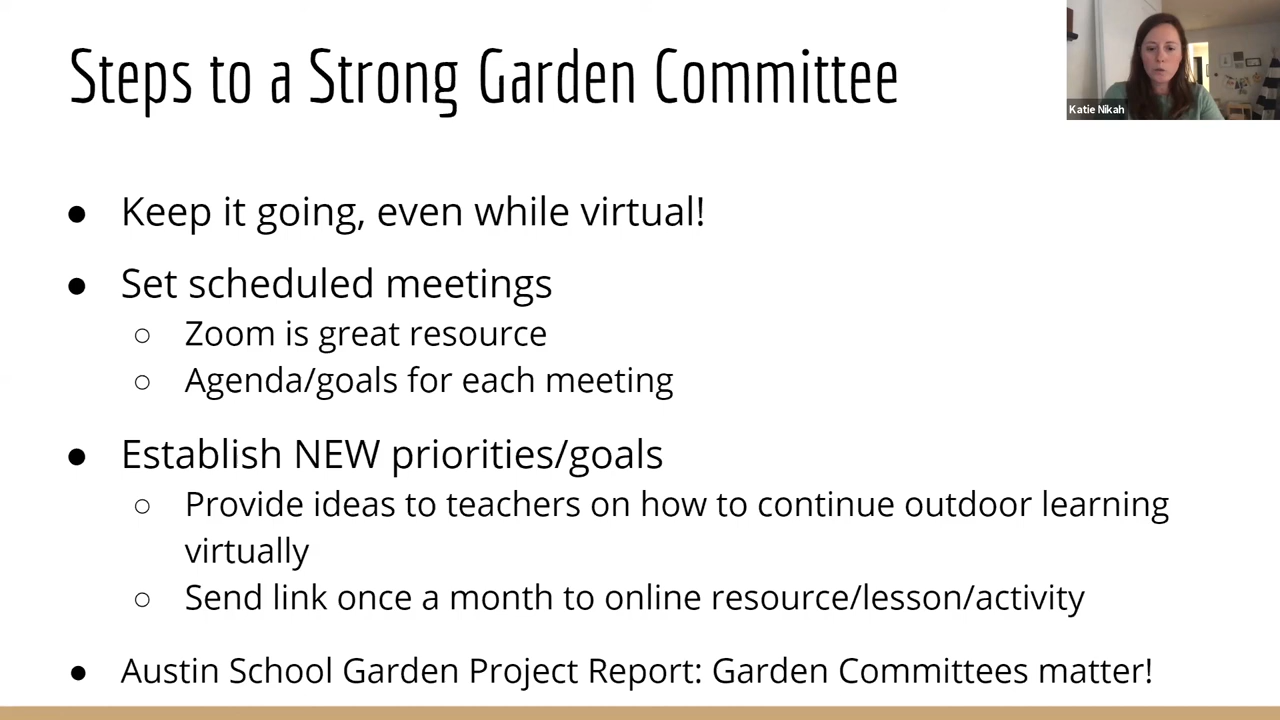 Steps to a Strong Garden Committee
Katie Nikah
● Keep it going, even while virtual!
● Set scheduled meetings
○ Zoom is great resource
○ Agenda/goals for each meeting
● Establish NEW priorities/goals
○ Provide ideas to teachers on how to continue outdoor learning
virtually
○ Send link once a month to online resource/lesson/activity
● Austin School Garden Project Report: Garden Committees matter!